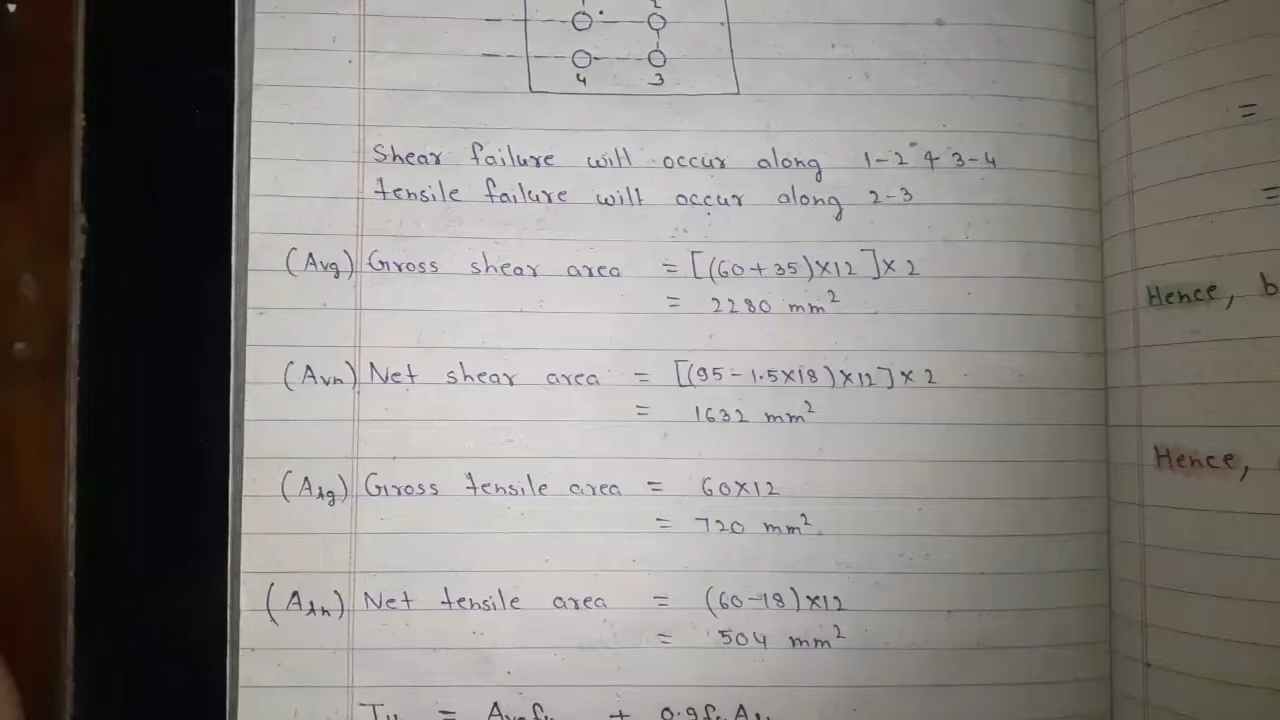 2
4 3
Shear failure will occur along 1-2 & 3-4
tensile failure will occur along 2-3
(Avg) Gross shear area = [(60+35)×12]×2
= 2280 mm²
(Avn) Net shear area = [(95-1.5×18)×12]×2
= 1632 mm²
(Atg) Gross tensile area = 60×12
= 720 mm²
(Atn) Net tensile area = (60-18)×12
= 504 mm²
=
=
Hence, b
Hence,